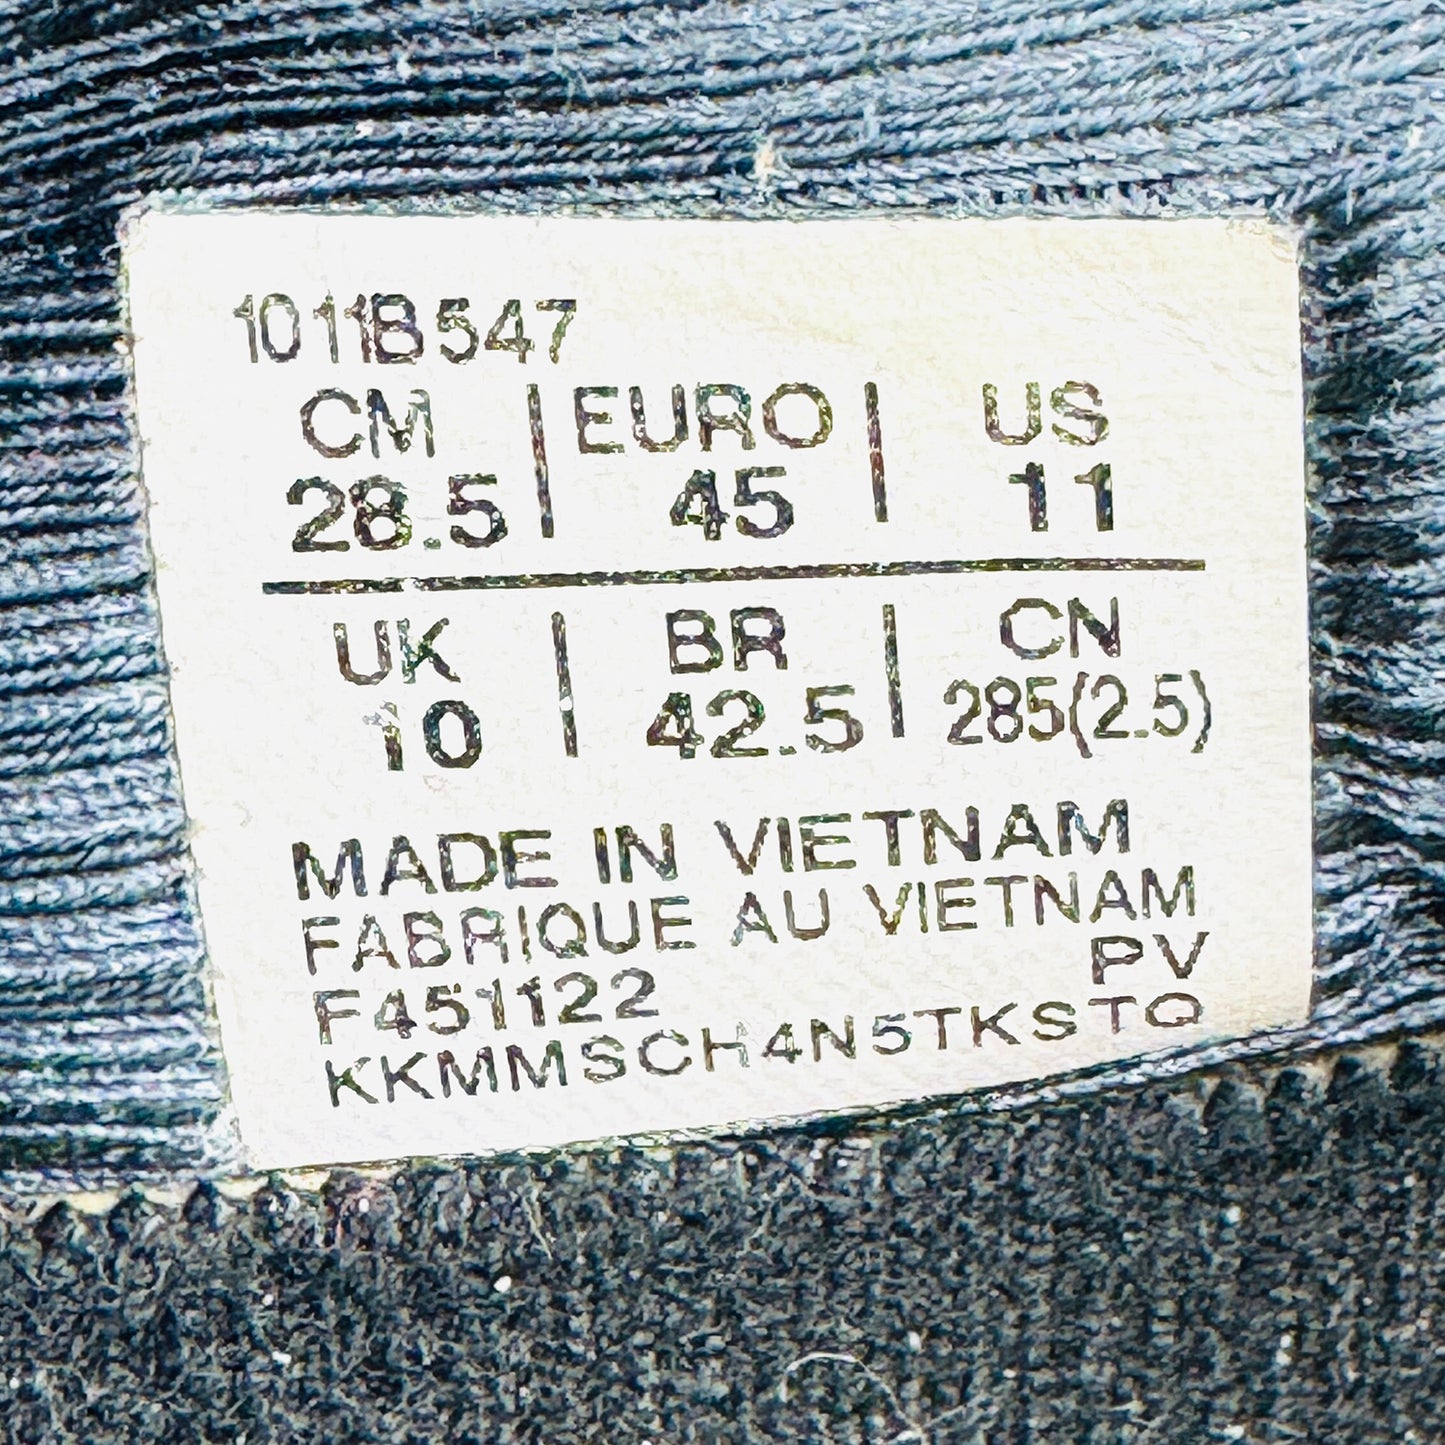 1011B547
CM | EURO | US
28.5 | 45 | 11
UK | BR | CN
10 | 42.5 | 285(2.5)
MADE IN VIETNAM
FABRIQUE AU VIETNAM
PV
F451122
KKMMSCH4N5TKSTQ